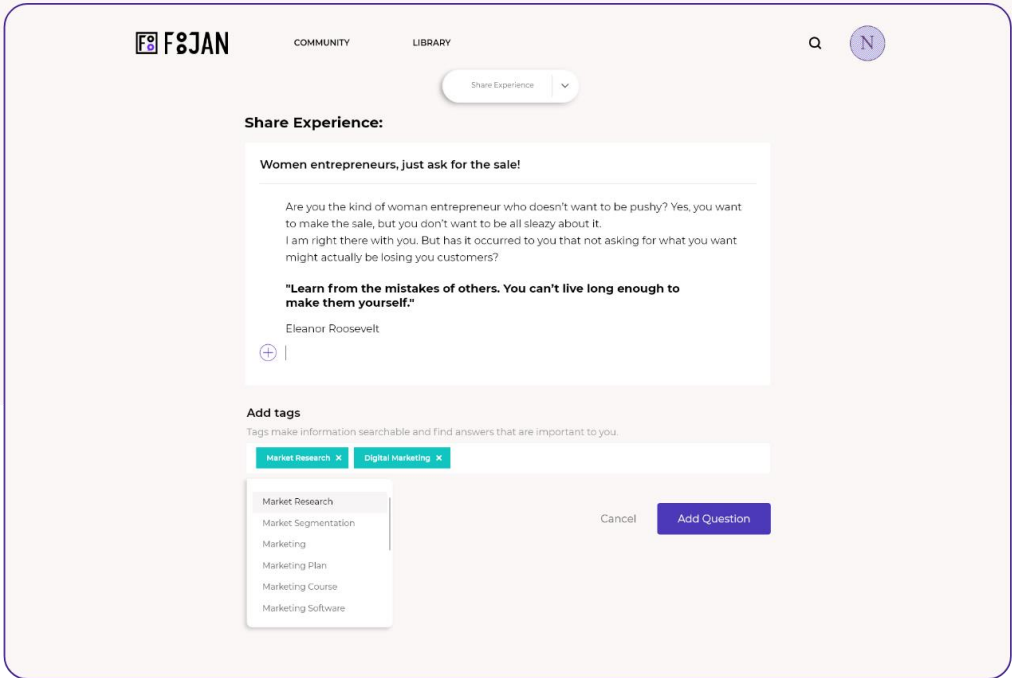 F8JAN
COMMUNITY
LIBRARY
N
Share Experience
Share Experience:
Women entrepreneurs, just ask for the sale!
Are you the kind of woman entrepreneur who doesn't want to be pushy? Yes, you want
to make the sale, but you don't want to be all sleazy about it.
I am right there with you. But has it occurred to you that not asking for what you want
might actually be losing you customers?
"Learn from the mistakes of others. You can't live long enough to
make them yourself."
Eleanor Roosevelt
Add tags
Tags make information searchable and find answers that are important to you.
Market Research ×
Digital Marketing ×
Market Research
Market Segmentation
Marketing
Marketing Plan
Marketing Course
Marketing Software
Cancel
Add Question